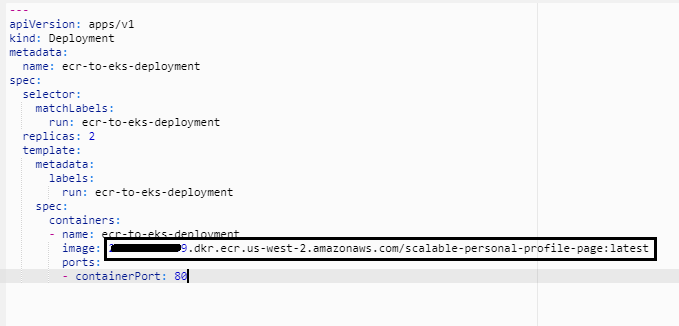 ---
apiVersion: apps/v1
kind: Deployment
metadata:
  name: ecr-to-eks-deployment
spec:
  selector:
    matchLabels:
      run: ecr-to-eks-deployment
  replicas: 2
  template:
    metadata:
      labels:
        run: ecr-to-eks-deployment
    spec:
      containers:
      - name: ecr-to-eks-deployment
        image: 9.dkr.ecr.us-west-2.amazonaws.com/scalable-personal-profile-page:latest
        ports:
        - containerPort: 80